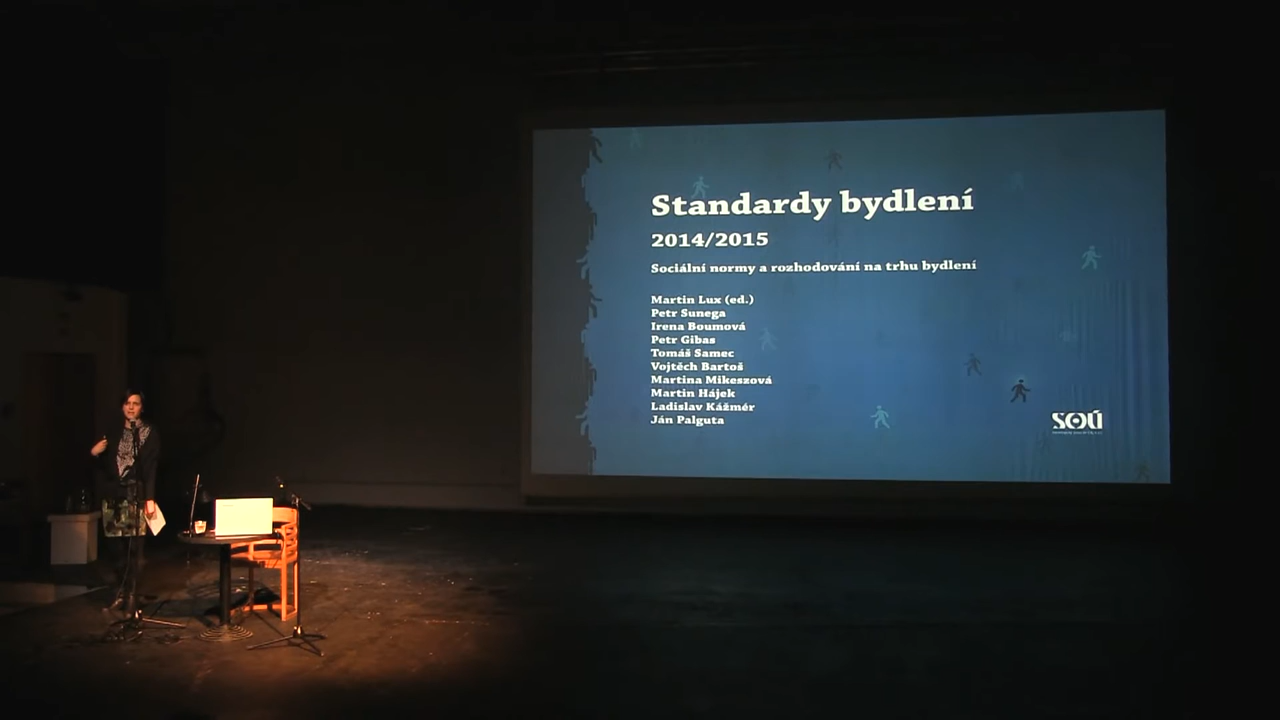 Standardy bydlení
2014/2015
Sociální normy a rozhodování na trhu bydlení
Martin Lux (ed.)
Petr Sunega
Irena Boumová
Petr Gibas
Tomáš Samec
Vojtěch Bartoš
Martina Mikeszová
Martin Hájek
Ladislav Kážmér
Ján Palguta
SOÚ